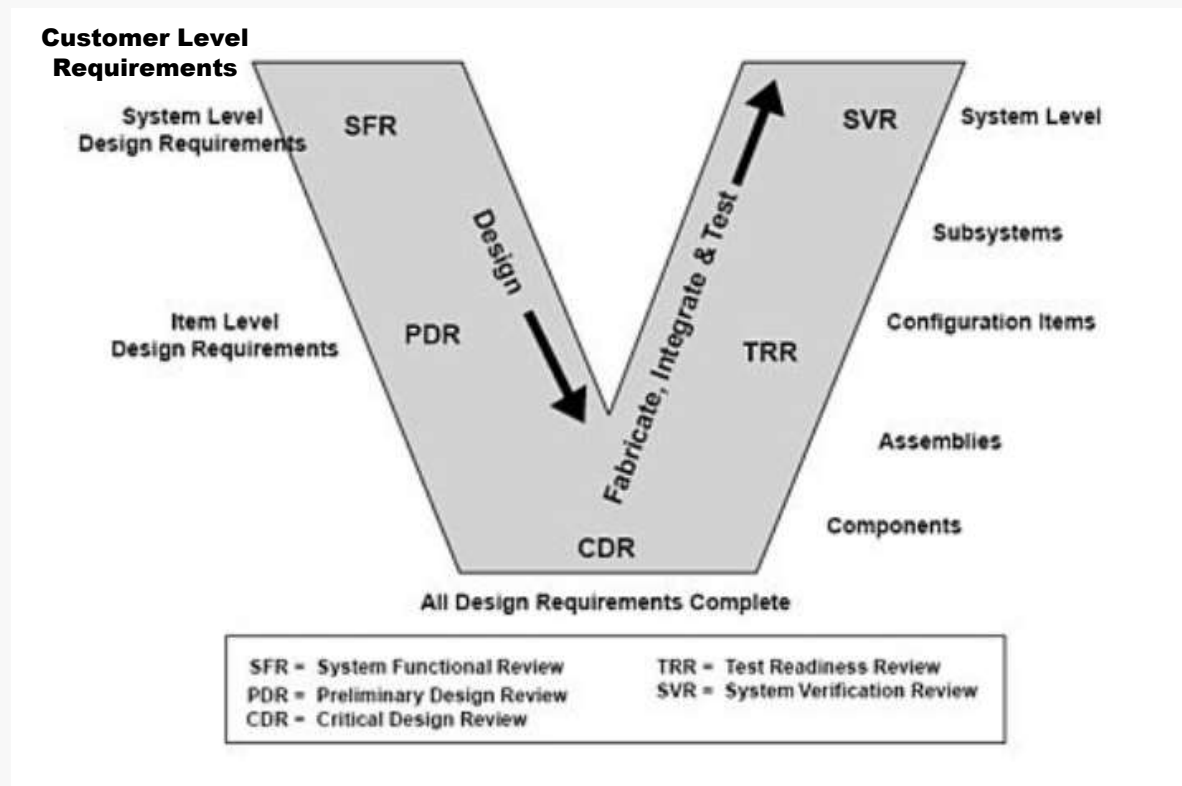 Customer Level
Requirements
System Level
Design Requirements
SFR
SVR
System Level
Design
Fabricate, Integrate & Test
Subsystems
Item Level
Design Requirements
PDR
TRR
Configuration Items
Assemblies
Components
CDR
All Design Requirements Complete
SFR = System Functional Review
PDR = Preliminary Design Review
CDR = Critical Design Review
TRR = Test Readiness Review
SVR = System Verification Review